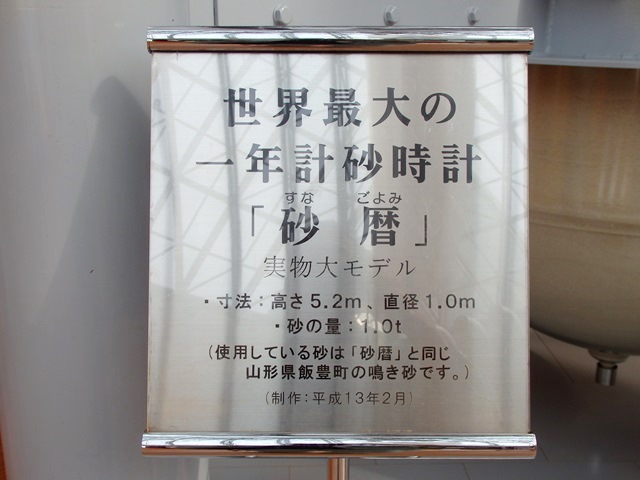 世界最大の
一年計砂時計
すな ごよみ
「砂 暦」
実物大モデル
・寸法：高さ5.2m、直径1.0m
・砂の量：1.0t
（使用している砂は「砂暦」と同じ
山形県飯豊町の鳴き砂です。）
（制作：平成13年2月）